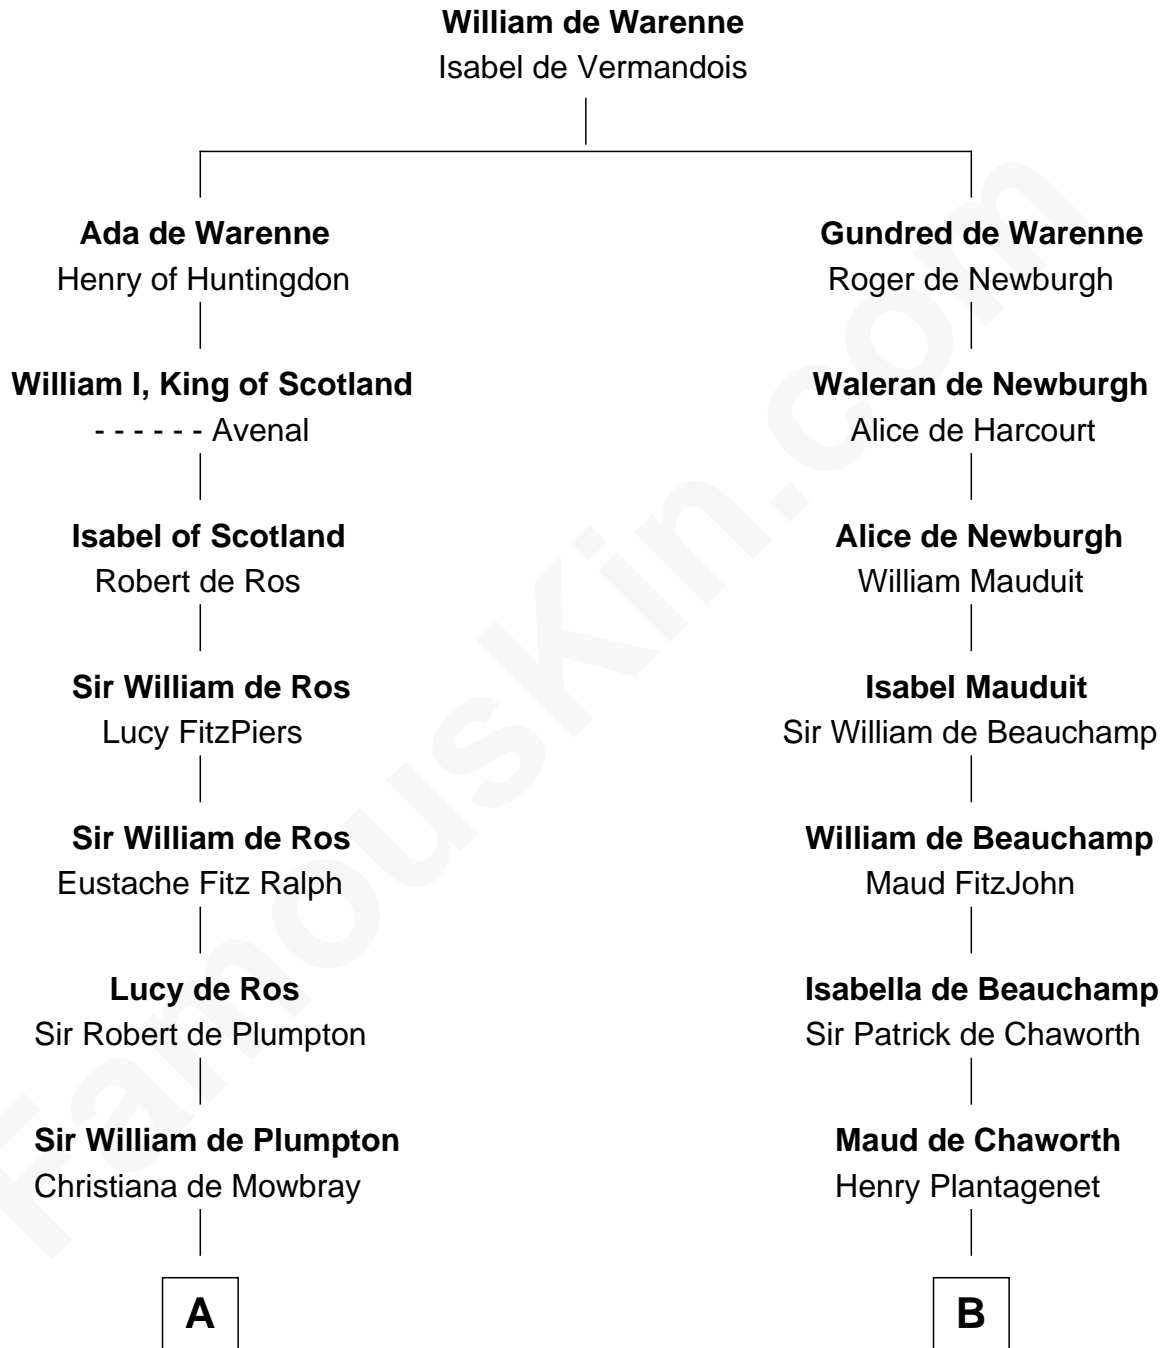 William de Warenne
Isabel de Vermandois
Ada de Warenne
Henry of Huntingdon
William I, King of Scotland
- - - - - - Avenal
Isabel of Scotland
Robert de Ros
Sir William de Ros
Lucy FitzPiers
Sir William de Ros
Eustache Fitz Ralph
Lucy de Ros
Sir Robert de Plumpton
Sir William de Plumpton
Christiana de Mowbray
A
Gundred de Warenne
Roger de Newburgh
Waleran de Newburgh
Alice de Harcourt
Alice de Newburgh
William Mauduit
Isabel Mauduit
Sir William de Beauchamp
William de Beauchamp
Maud FitzJohn
Isabella de Beauchamp
Sir Patrick de Chaworth
Maud de Chaworth
Henry Plantagenet
B
FamousKin.com